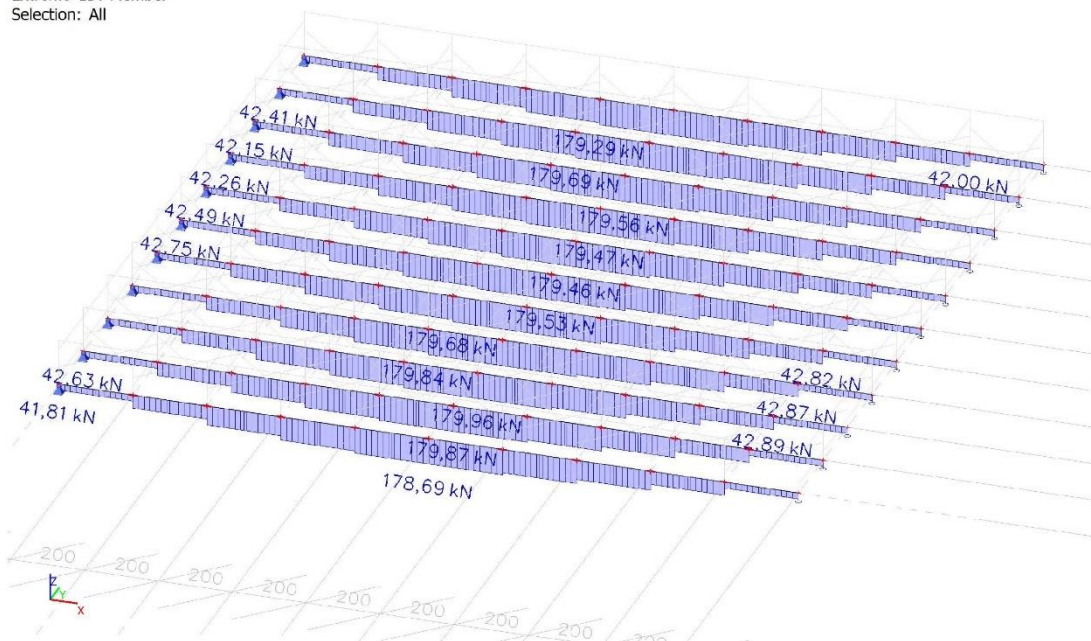 Selection: All
179,29 kN
42,00 kN
42,41 kN
179,69 kN
42,15 kN
179,56 kN
42,26 kN
179,47 kN
42,49 kN
179,46 kN
42,75 kN
179,53 kN
179,68 kN
42,82 kN
179,84 kN
42,87 kN
42,63 kN
179,96 kN
42,89 kN
41,81 kN
179,87 kN
178,69 kN
200
200
200
200
200
200
200
200
Z
Y
X